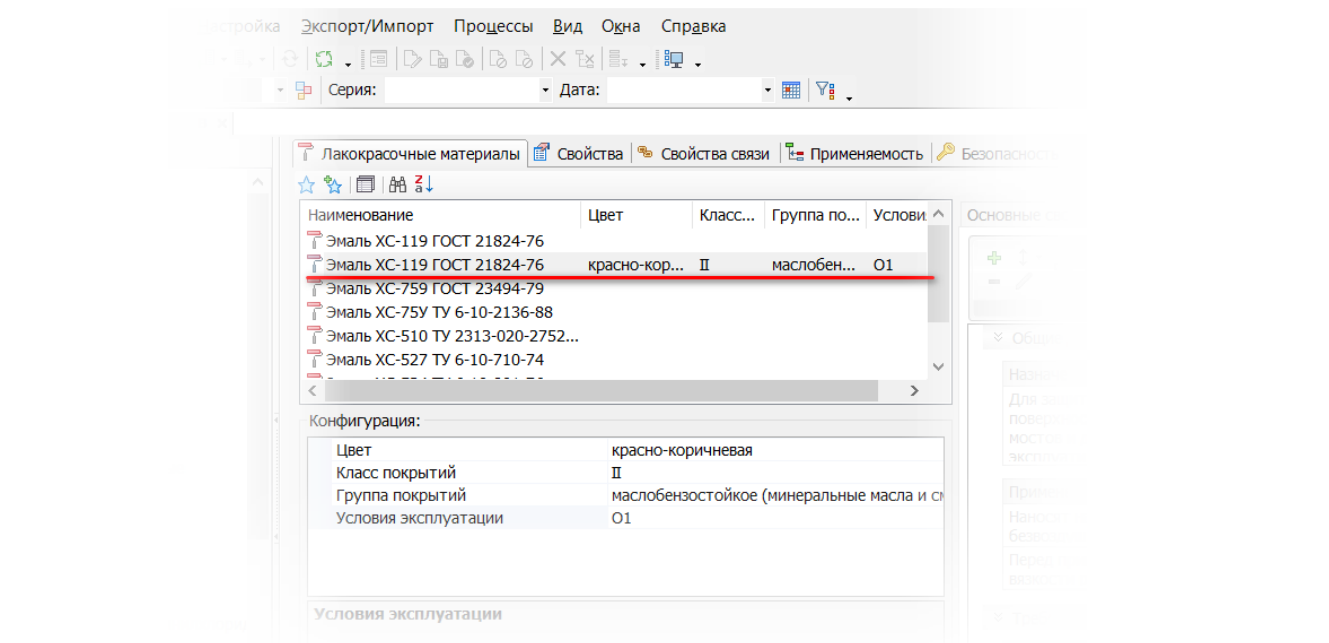 Экспорт/Импорт Процессы Вид Окна Справка
Серия: Дата:
Лакокрасочные материалы Свойства Свойства связи Применяемость Безопасность
Наименование Цвет Класс... Группа по... Услови
Основные
Эмаль ХС-119 ГОСТ 21824-76
Эмаль ХС-119 ГОСТ 21824-76 красно-кор... II маслобен... О1
Эмаль ХС-759 ГОСТ 23494-79
Эмаль ХС-75У ТУ 6-10-2136-88
Эмаль ХС-510 ТУ 2313-020-2752...
Эмаль ХС-527 ТУ 6-10-710-74
Конфигурация:
Цвет красно-коричневая
Класс покрытий II
Группа покрытий маслобензостойкое (минеральные масла и см
Условия эксплуатации О1
Условия эксплуатации
Для